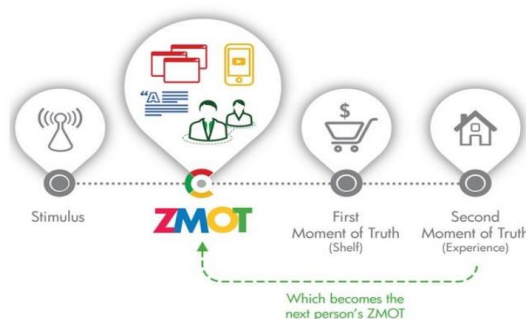 “A
$
Stimulus
ZMOT
First
Moment of Truth
(Shelf)
Second
Moment of Truth
(Experience)
Which becomes the
next person's ZMOT